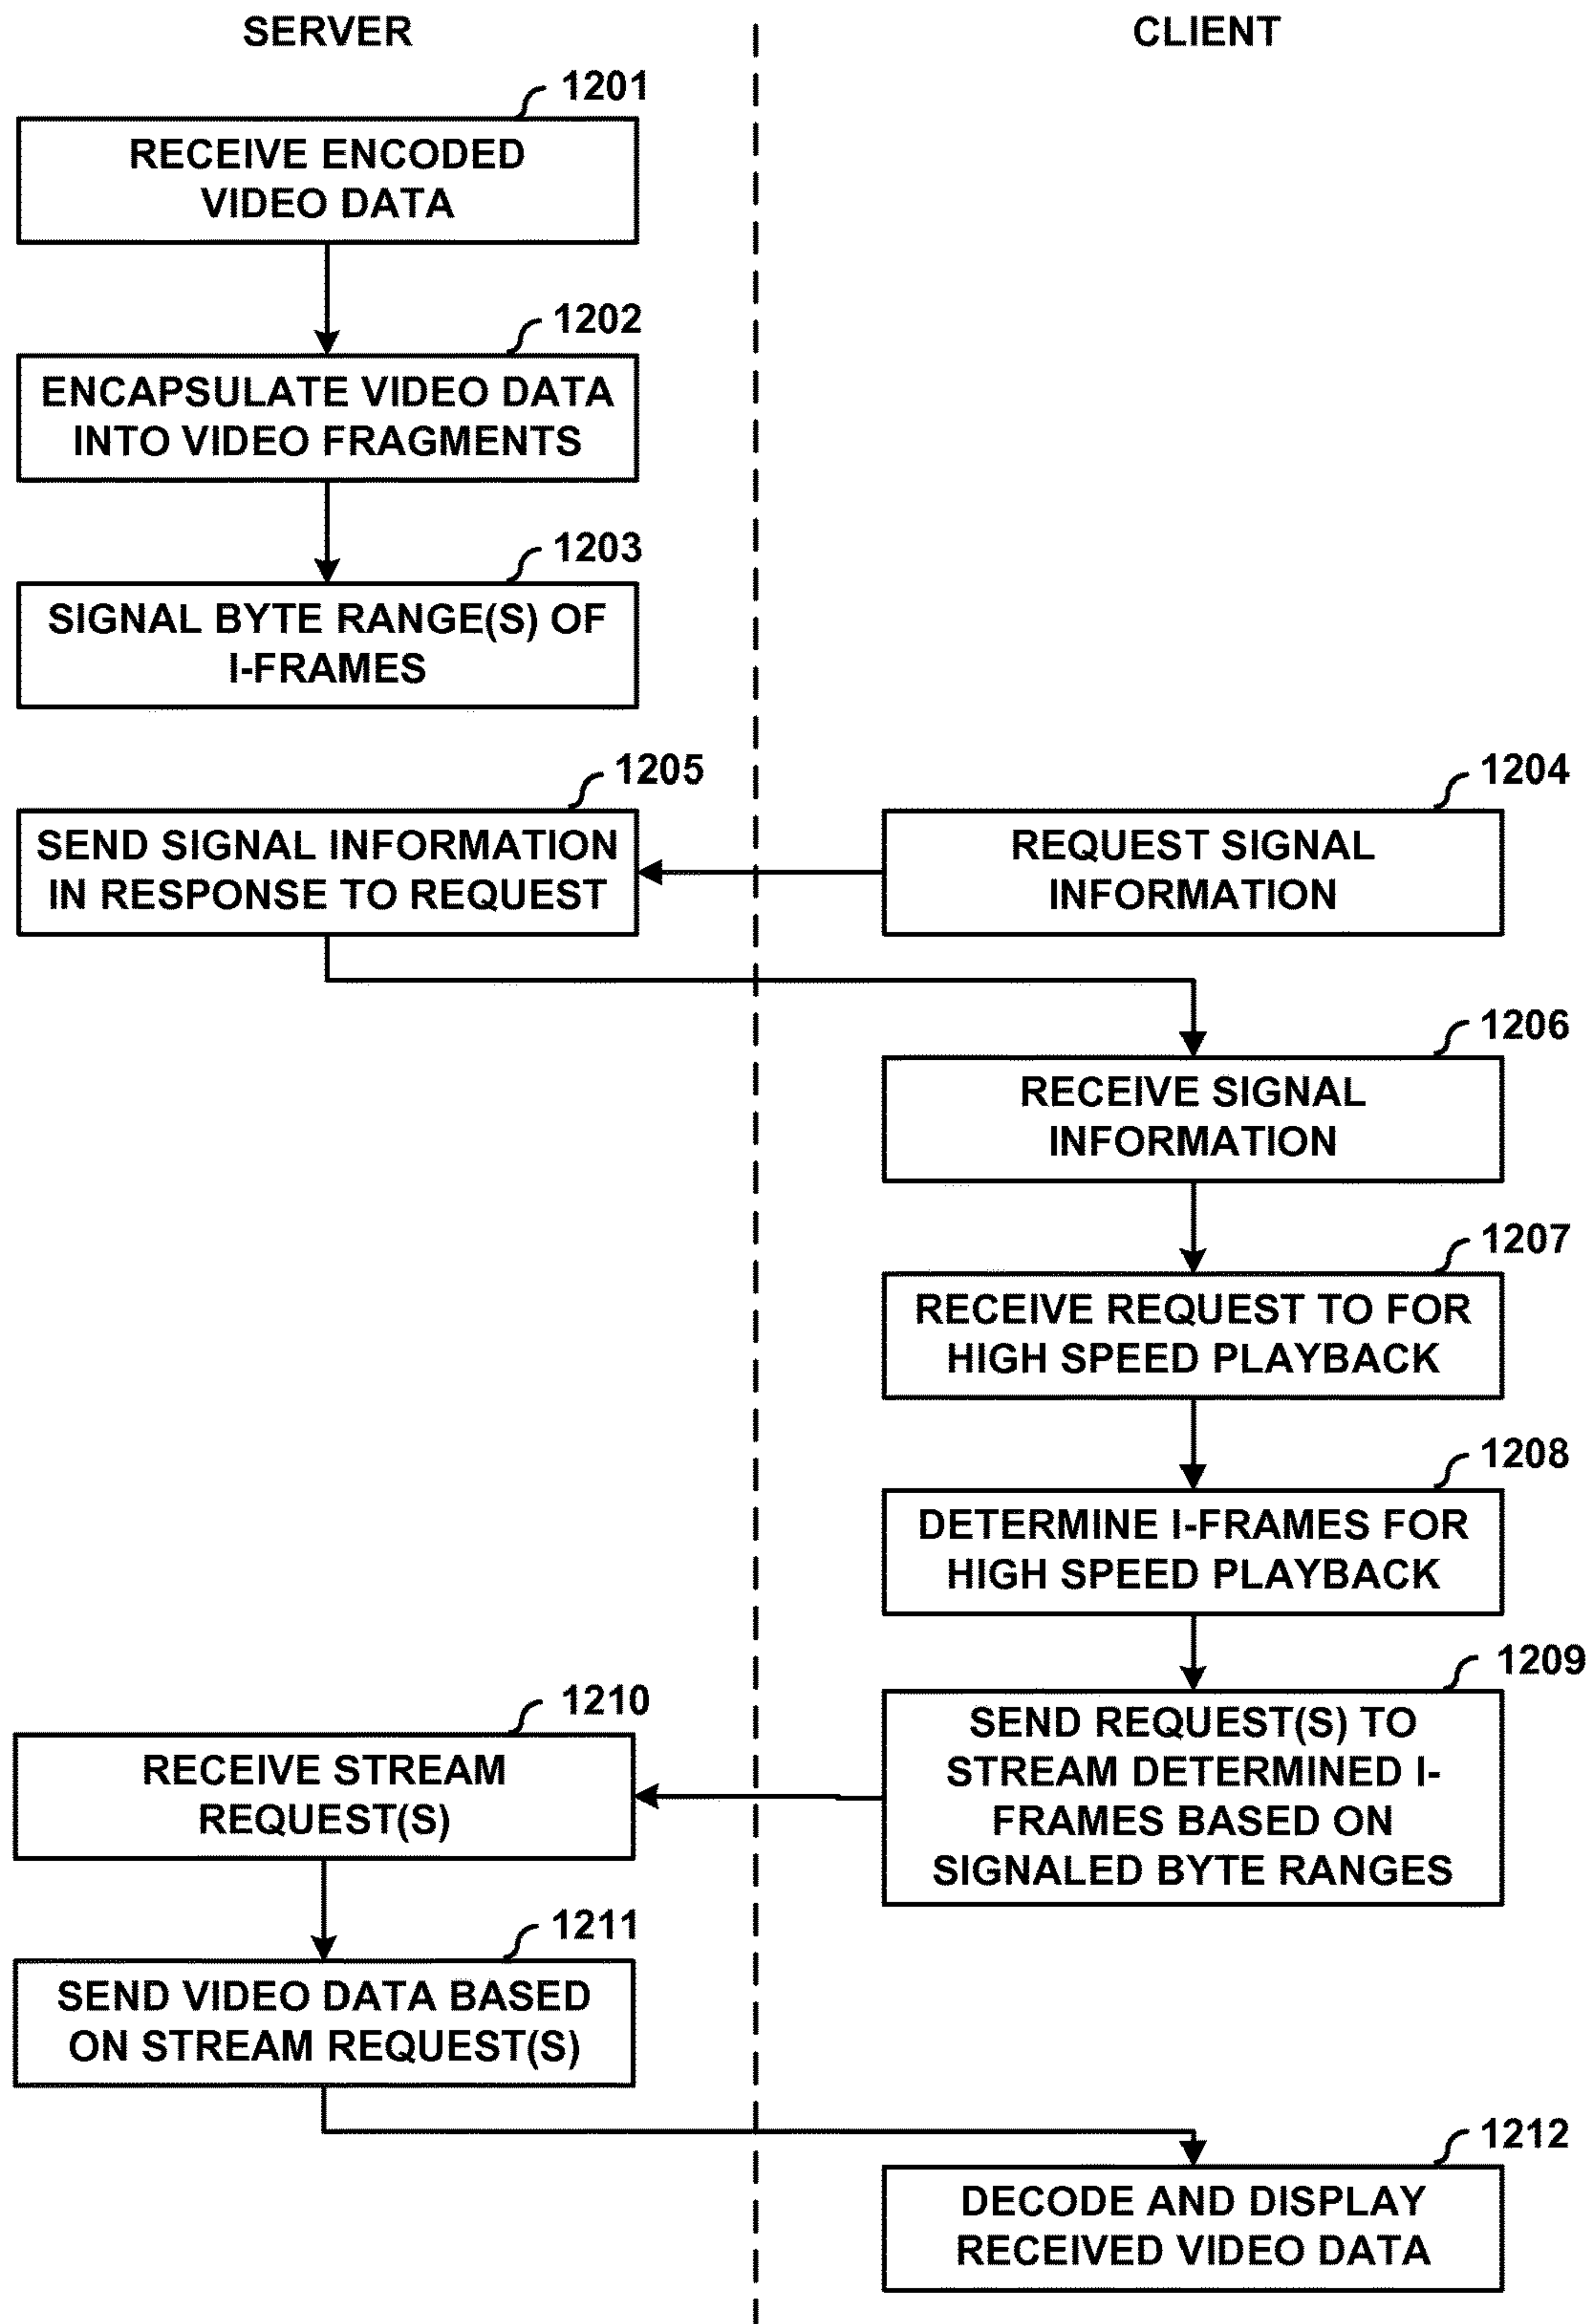 SERVER
CLIENT
1201
RECEIVE ENCODED
VIDEO DATA
1202
ENCAPSULATE VIDEO DATA
INTO VIDEO FRAGMENTS
1203
SIGNAL BYTE RANGE(S) OF
I-FRAMES
1205
SEND SIGNAL INFORMATION
IN RESPONSE TO REQUEST
1204
REQUEST SIGNAL
INFORMATION
1206
RECEIVE SIGNAL
INFORMATION
1207
RECEIVE REQUEST TO FOR
HIGH SPEED PLAYBACK
1208
DETERMINE I-FRAMES FOR
HIGH SPEED PLAYBACK
1209
SEND REQUEST(S) TO
STREAM DETERMINED I-
FRAMES BASED ON
SIGNALED BYTE RANGES
1210
RECEIVE STREAM
REQUEST(S)
1211
SEND VIDEO DATA BASED
ON STREAM REQUEST(S)
1212
DECODE AND DISPLAY
RECEIVED VIDEO DATA